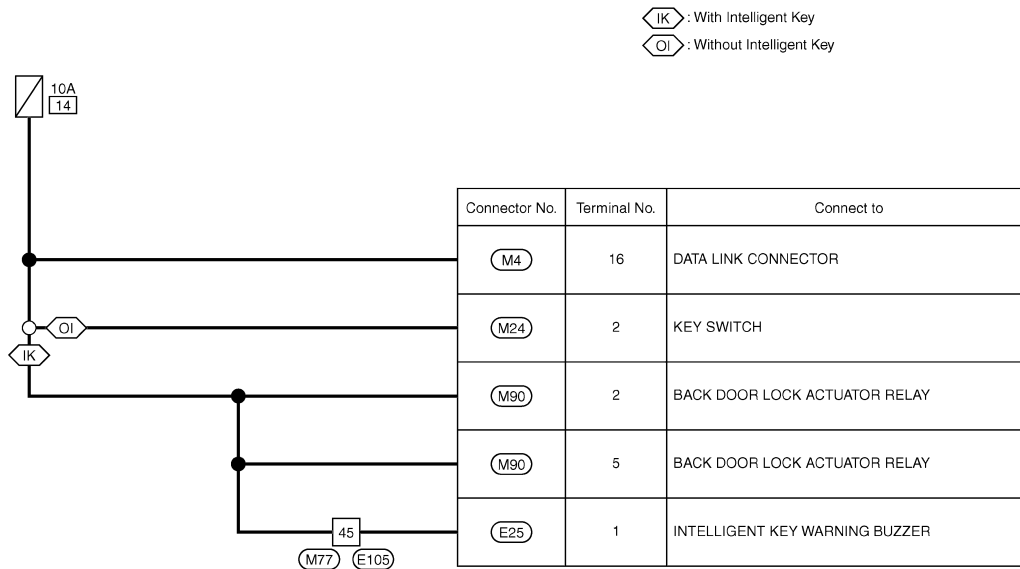 IK : With Intelligent Key
OI : Without Intelligent Key
10A
14
Connector No. Terminal No. Connect to
M4 16 DATA LINK CONNECTOR
OI M24 2 KEY SWITCH
IK
M90 2 BACK DOOR LOCK ACTUATOR RELAY
M90 5 BACK DOOR LOCK ACTUATOR RELAY
45 E25 1 INTELLIGENT KEY WARNING BUZZER
M77 E105